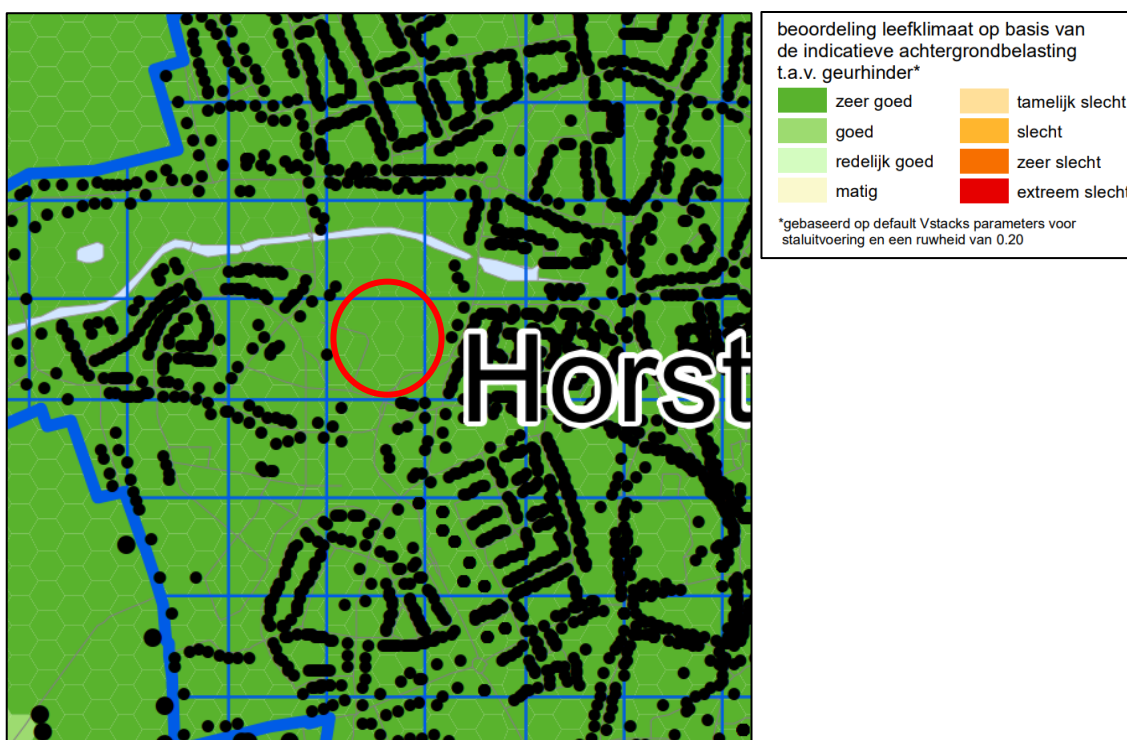 beoordeling leefklimaat op basis van
de indicatieve achtergrondbelasting
t.a.v. geurhinder*
zeer goed
goed
redelijk goed
matig
tamelijk slecht
slecht
zeer slecht
extreem slecht
*gebaseerd op default Vstacks parameters voor
staluitvoering en een ruwheid van 0.20
Horst